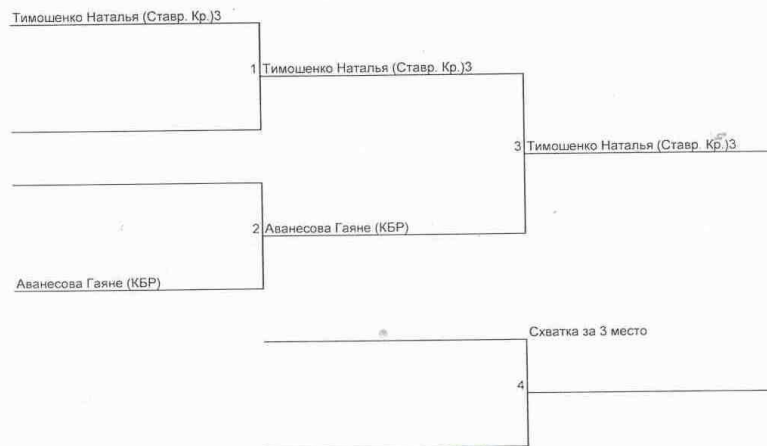 Тимошенко Наталья (Ставр. Кр.)3
1 Тимошенко Наталья (Ставр. Кр.)3
3 Тимошенко Наталья (Ставр. Кр.)3
2 Аванесова Гаяне (КБР)
Аванесова Гаяне (КБР)
Схватка за 3 место
4